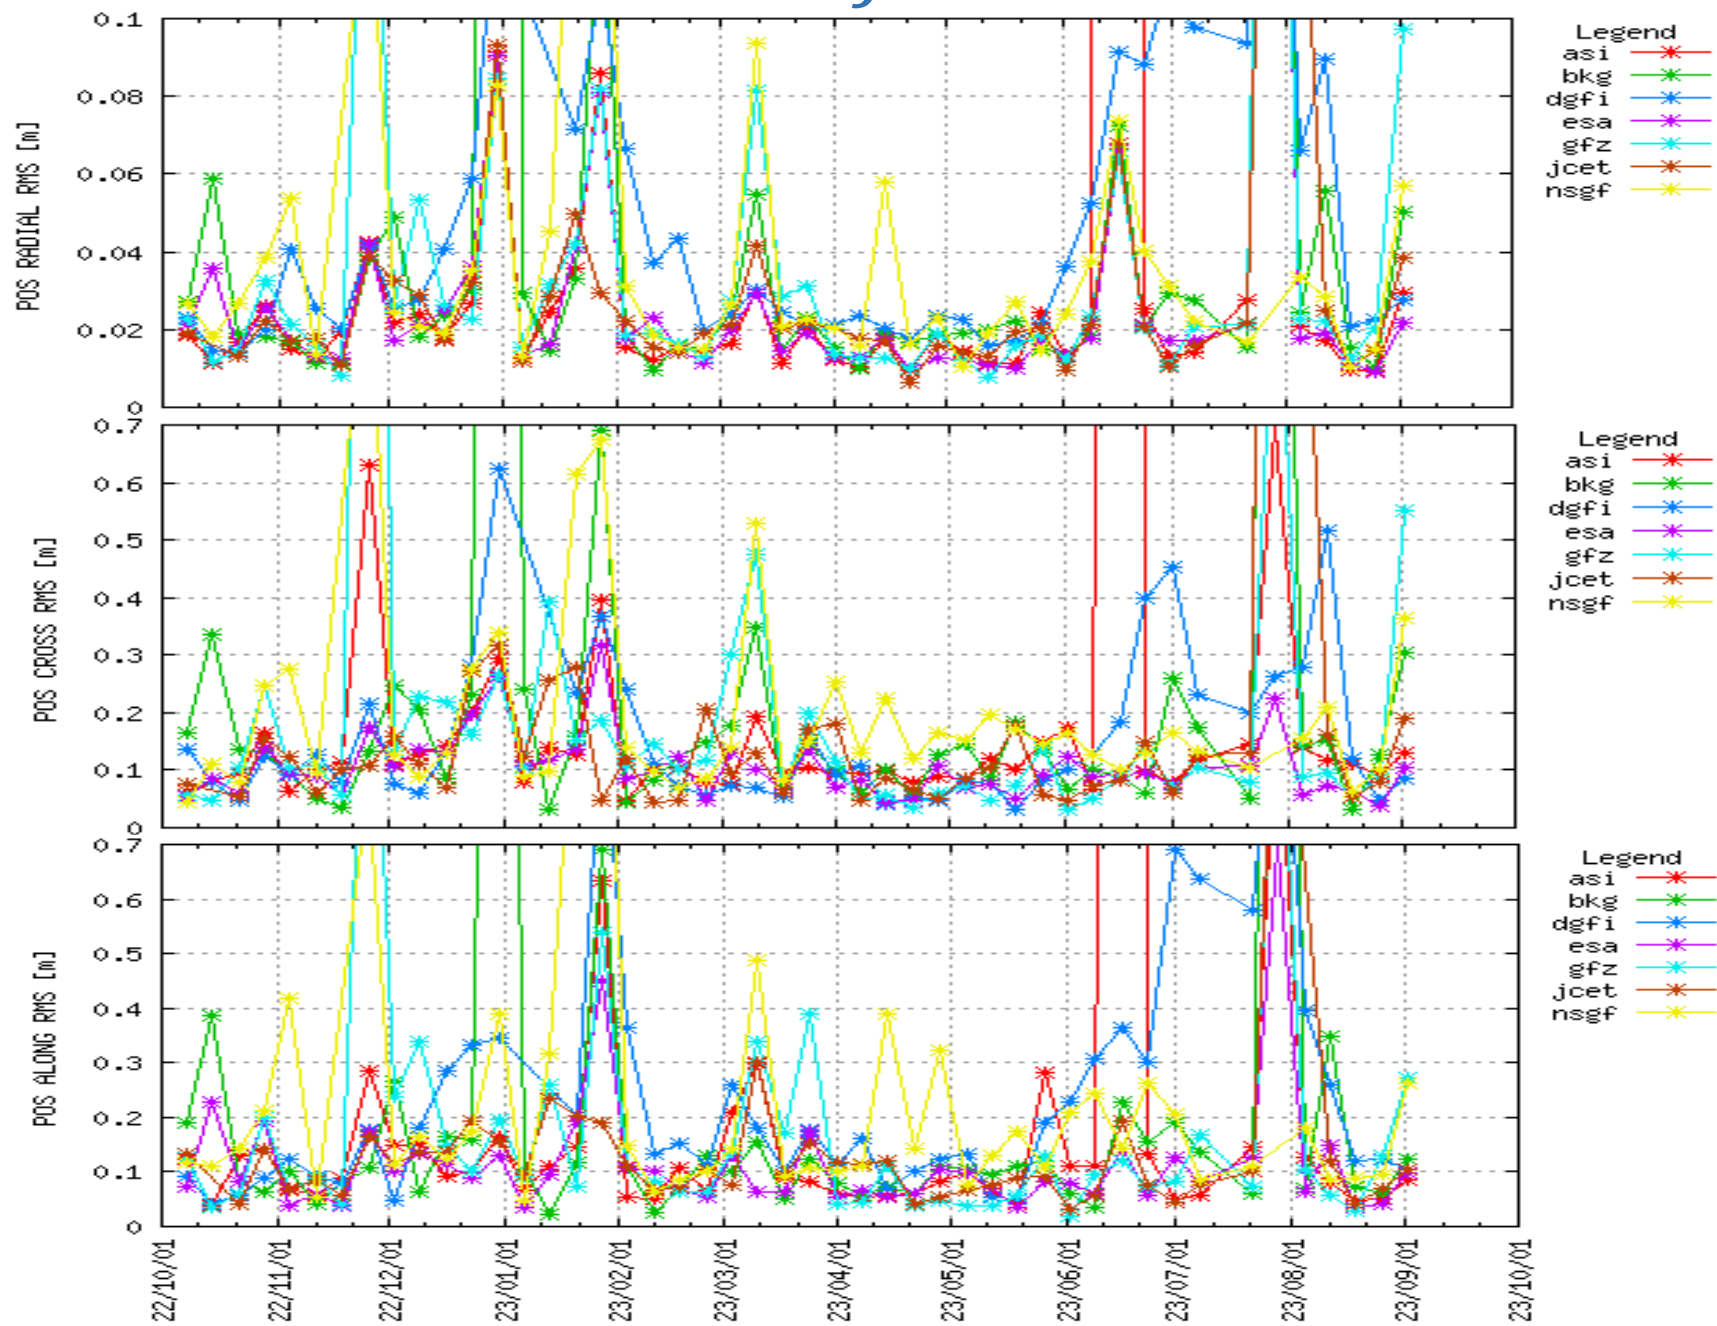 0.1
0.08
0.06
0.04
0.02
0
POS RADIAL RMS [m]
Legend
asi
bkg
dgfi
esa
gfz
jcet
nsgf
0.7
0.6
0.5
0.4
0.3
0.2
0.1
0
POS CROSS RMS [m]
Legend
asi
bkg
dgfi
esa
gfz
jcet
nsgf
0.7
0.6
0.5
0.4
0.3
0.2
0.1
0
POS ALONG RMS [m]
Legend
asi
bkg
dgfi
esa
gfz
jcet
nsgf
22/10/01
22/11/01
22/12/01
23/01/01
23/02/01
23/03/01
23/04/01
23/05/01
23/06/01
23/07/01
23/08/01
23/09/01
23/10/01